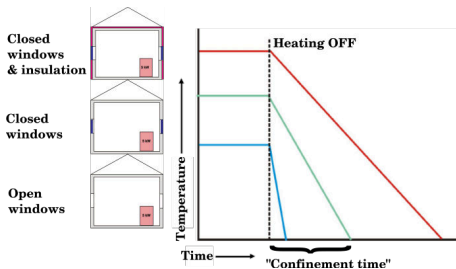 Closed
windows
& insulation
Closed
windows
Open
windows
Temperature
Heating OFF
Time
"Confinement time"